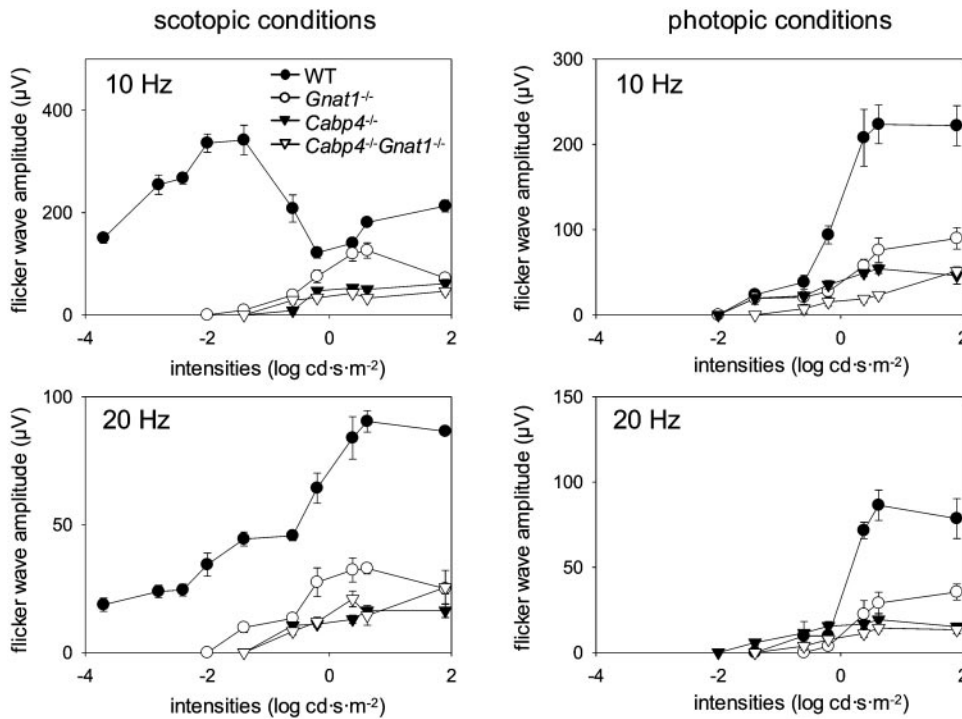 scotopic conditions
photopic conditions
flicker wave amplitude (µV)
10 Hz
WT
Gnat1-/-
Cabp4-/-
Cabp4-/-Gnat1-/-
400
200
0
-4
-2
0
2
intensities (log cd·s·m-2)
flicker wave amplitude (µV)
10 Hz
300
200
100
0
-4
-2
0
2
intensities (log cd·s·m-2)
flicker wave amplitude (µV)
20 Hz
100
50
0
-4
-2
0
2
intensities (log cd·s·m-2)
flicker wave amplitude (µV)
20 Hz
150
100
50
0
-4
-2
0
2
intensities (log cd·s·m-2)